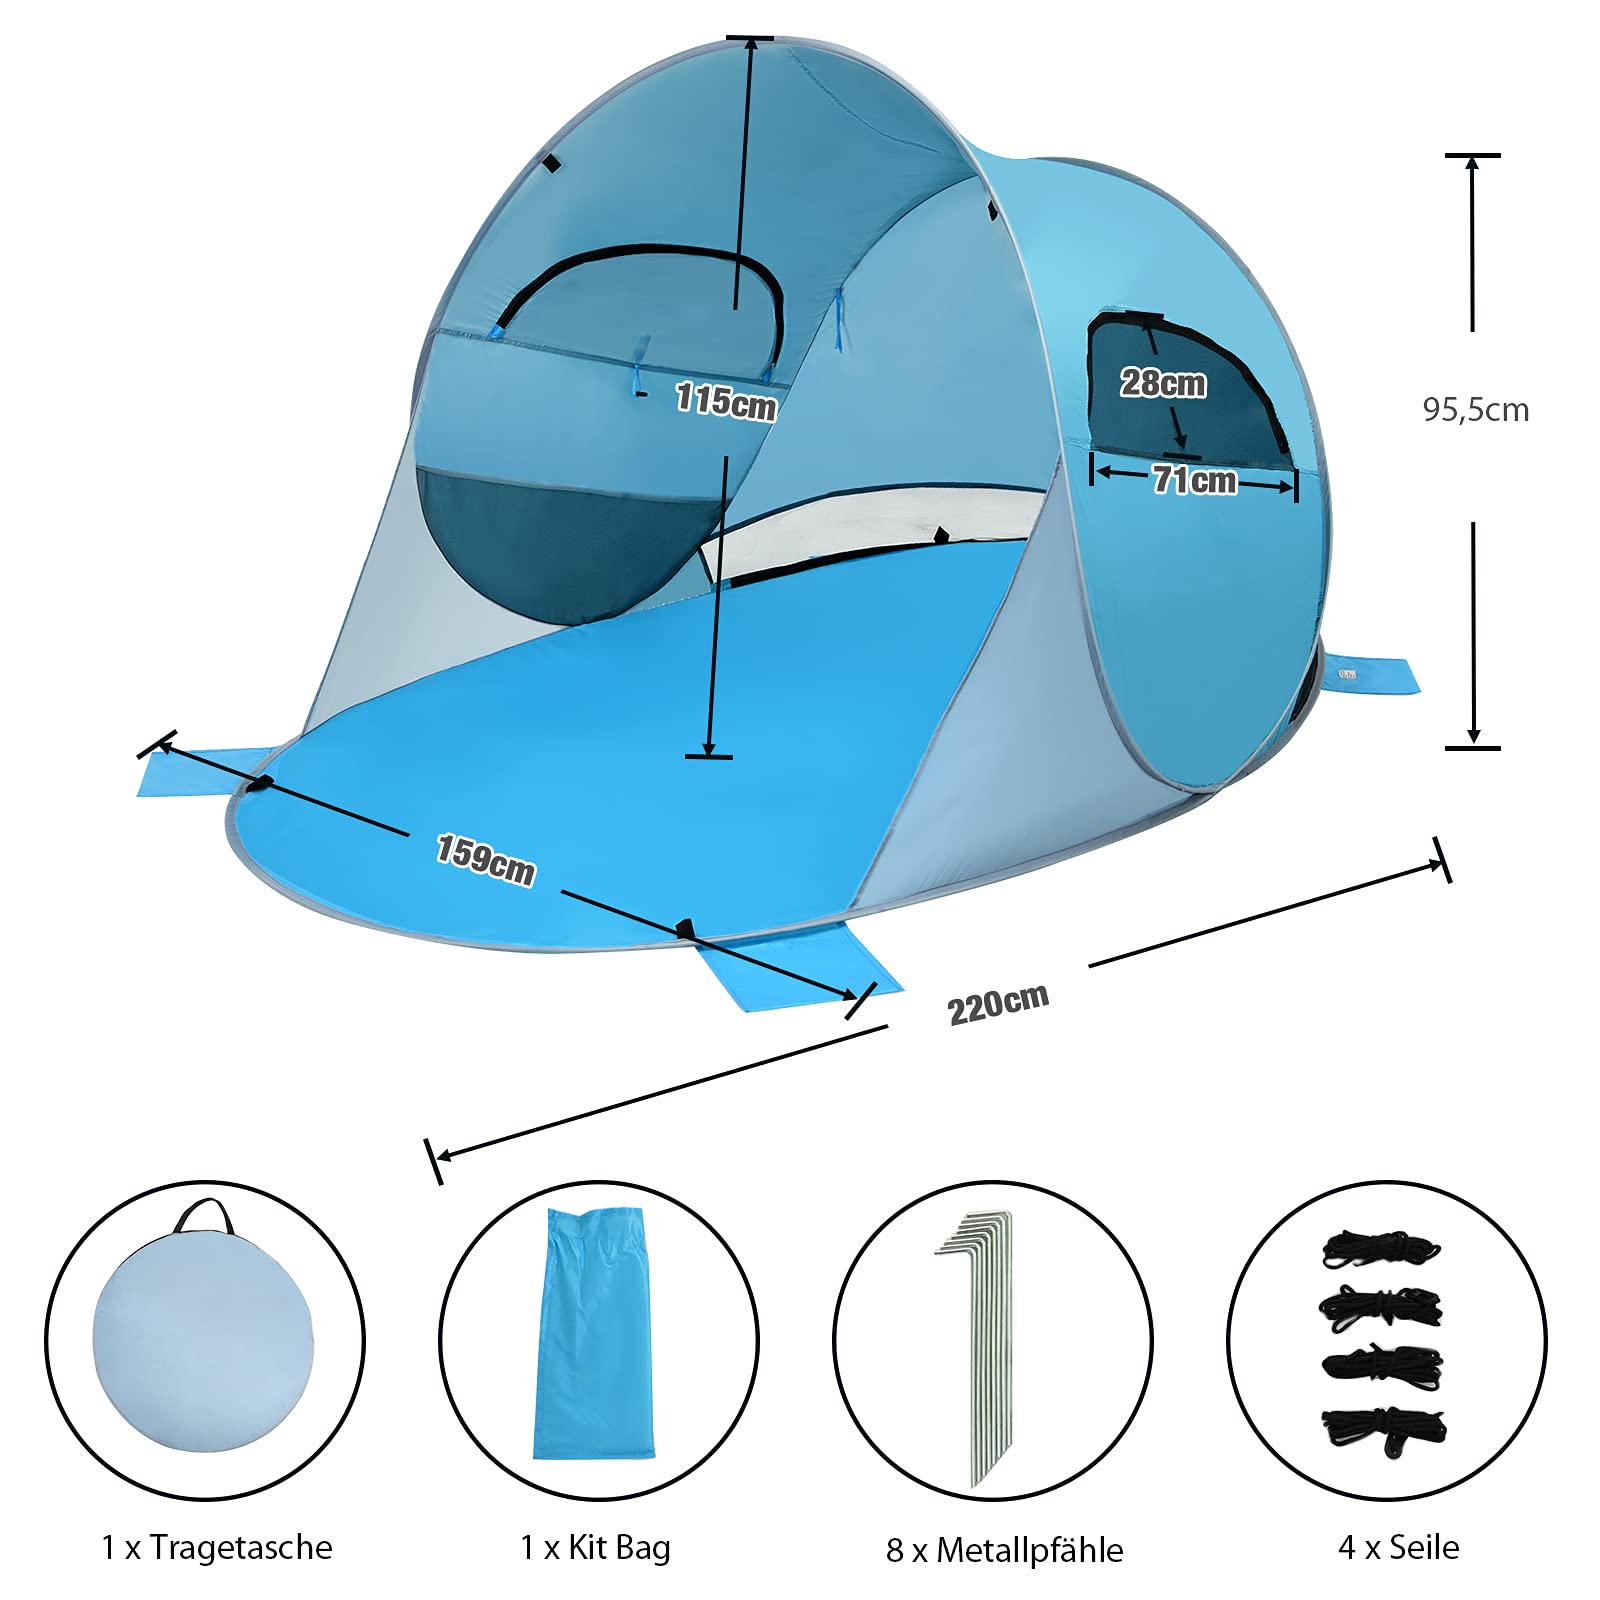 115cm
28cm
71cm
95,5cm
159cm
220cm
1 x Tragetasche
1 x Kit Bag
8 x Metallpfähle
4 x Seile